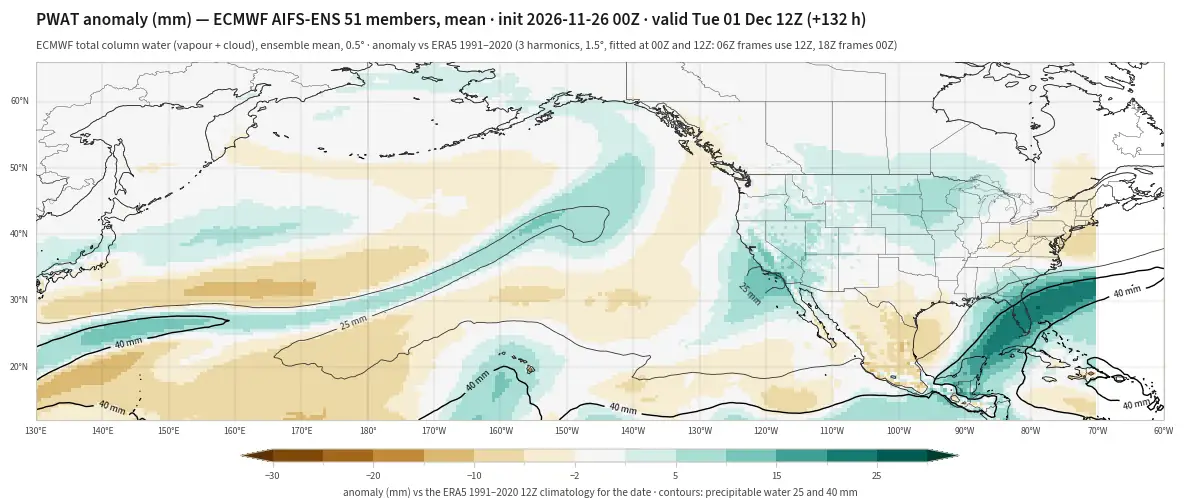 PWAT anomaly (mm) — ECMWF AIFS-ENS 51 members, mean · init 2026-11-26 00Z · valid Tue 01 Dec 12Z (+132 h)
ECMWF total column water (vapour + cloud), ensemble mean, 0.5° · anomaly vs ERA5 1991–2020 (3 harmonics, 1.5°, fitted at 00Z and 12Z: 06Z frames use 12Z, 18Z frames 00Z)
60°N
50°N
40°N
30°N
20°N
25 mm
25 mm
40 mm
40 mm
40 mm
40 mm
40 mm
40 mm
130°E 140°E 150°E 160°E 170°E 180° 170°W 160°W 150°W 140°W 130°W 120°W 110°W 100°W 90°W 80°W 70°W 60°W
−30 −20 −10 −2 5 15 25
anomaly (mm) vs the ERA5 1991–2020 12Z climatology for the date · contours: precipitable water 25 and 40 mm